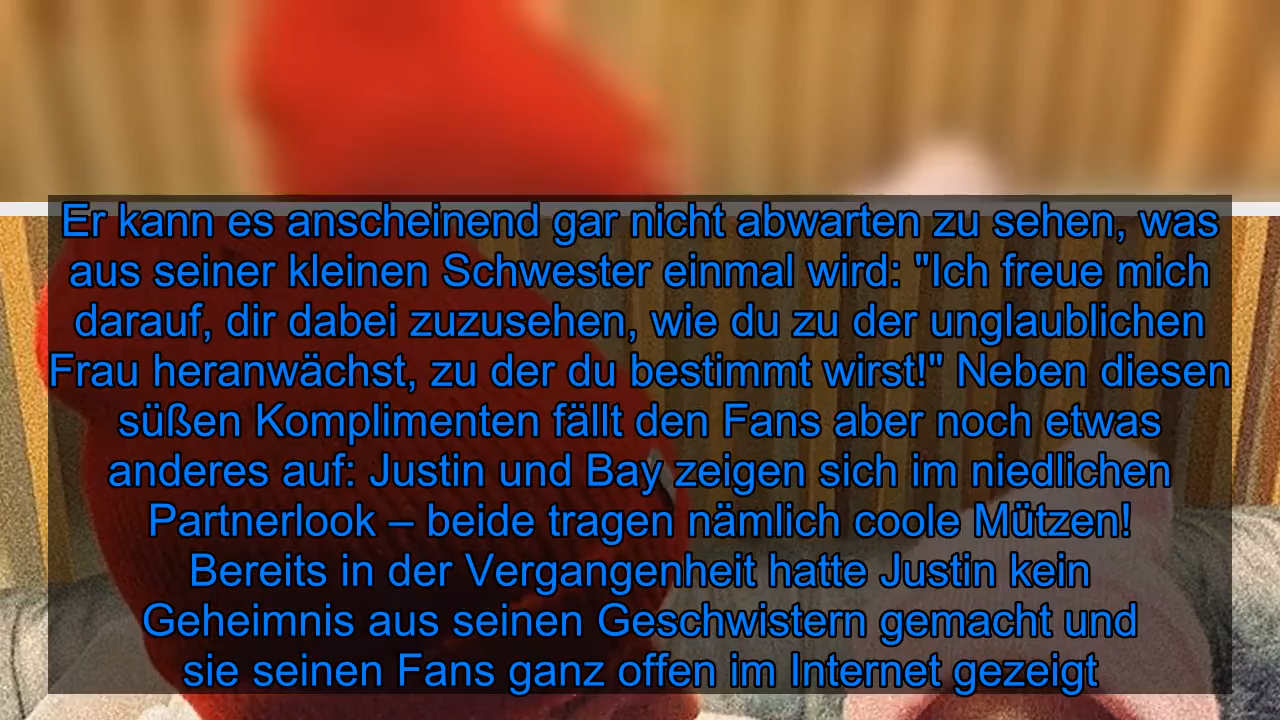 Er kann es anscheinend gar nicht abwarten zu sehen, was
aus seiner kleinen Schwester einmal wird: "Ich freue mich
darauf, dir dabei zuzusehen, wie du zu der unglaublichen
Frau heranwächst, zu der du bestimmt wirst!" Neben diesen
süßen Komplimenten fällt den Fans aber noch etwas
anderes auf: Justin und Bay zeigen sich im niedlichen
Partnerlook – beide tragen nämlich coole Mützen!
Bereits in der Vergangenheit hatte Justin kein
Geheimnis aus seinen Geschwistern gemacht und
sie seinen Fans ganz offen im Internet gezeigt